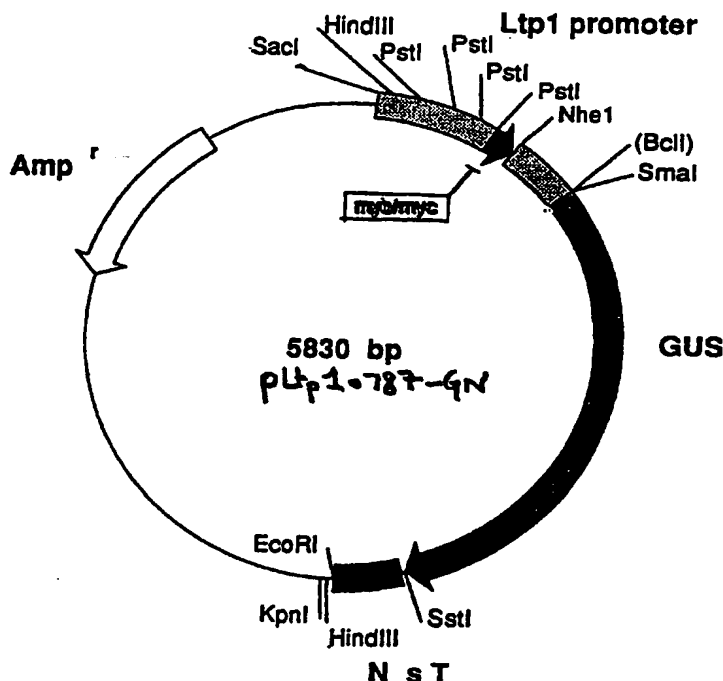 Ltp1 promoter
HindIII
SacI
PstI
PstI
PstI
PstI
Nhe1
(BclI)
SmaI
Amp r
myb/myc
GUS
5830 bp
pLtp1.787-GN
EcoRI
KpnI
HindIII
SstI
N s T